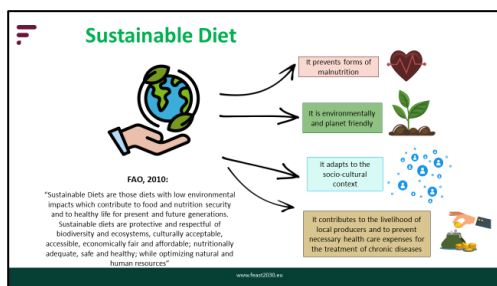 Sustainable Diet
It prevents forms of
malnutrition
It is environmentally
and planet friendly
It adapts to the
socio-cultural
context
It contributes to the livelihood of
local producers and to prevent
necessary health care expenses for
the treatment of chronic diseases
FAO, 2010:
"Sustainable Diets are those diets with low environmental
impacts which contribute to food and nutrition security
and to healthy life for present and future generations.
Sustainable diets are protective and respectful of
biodiversity and ecosystems, culturally acceptable,
accessible, economically fair and affordable; nutritionally
adequate, safe and healthy; while optimizing natural and
human resources"
www.feast2030.eu